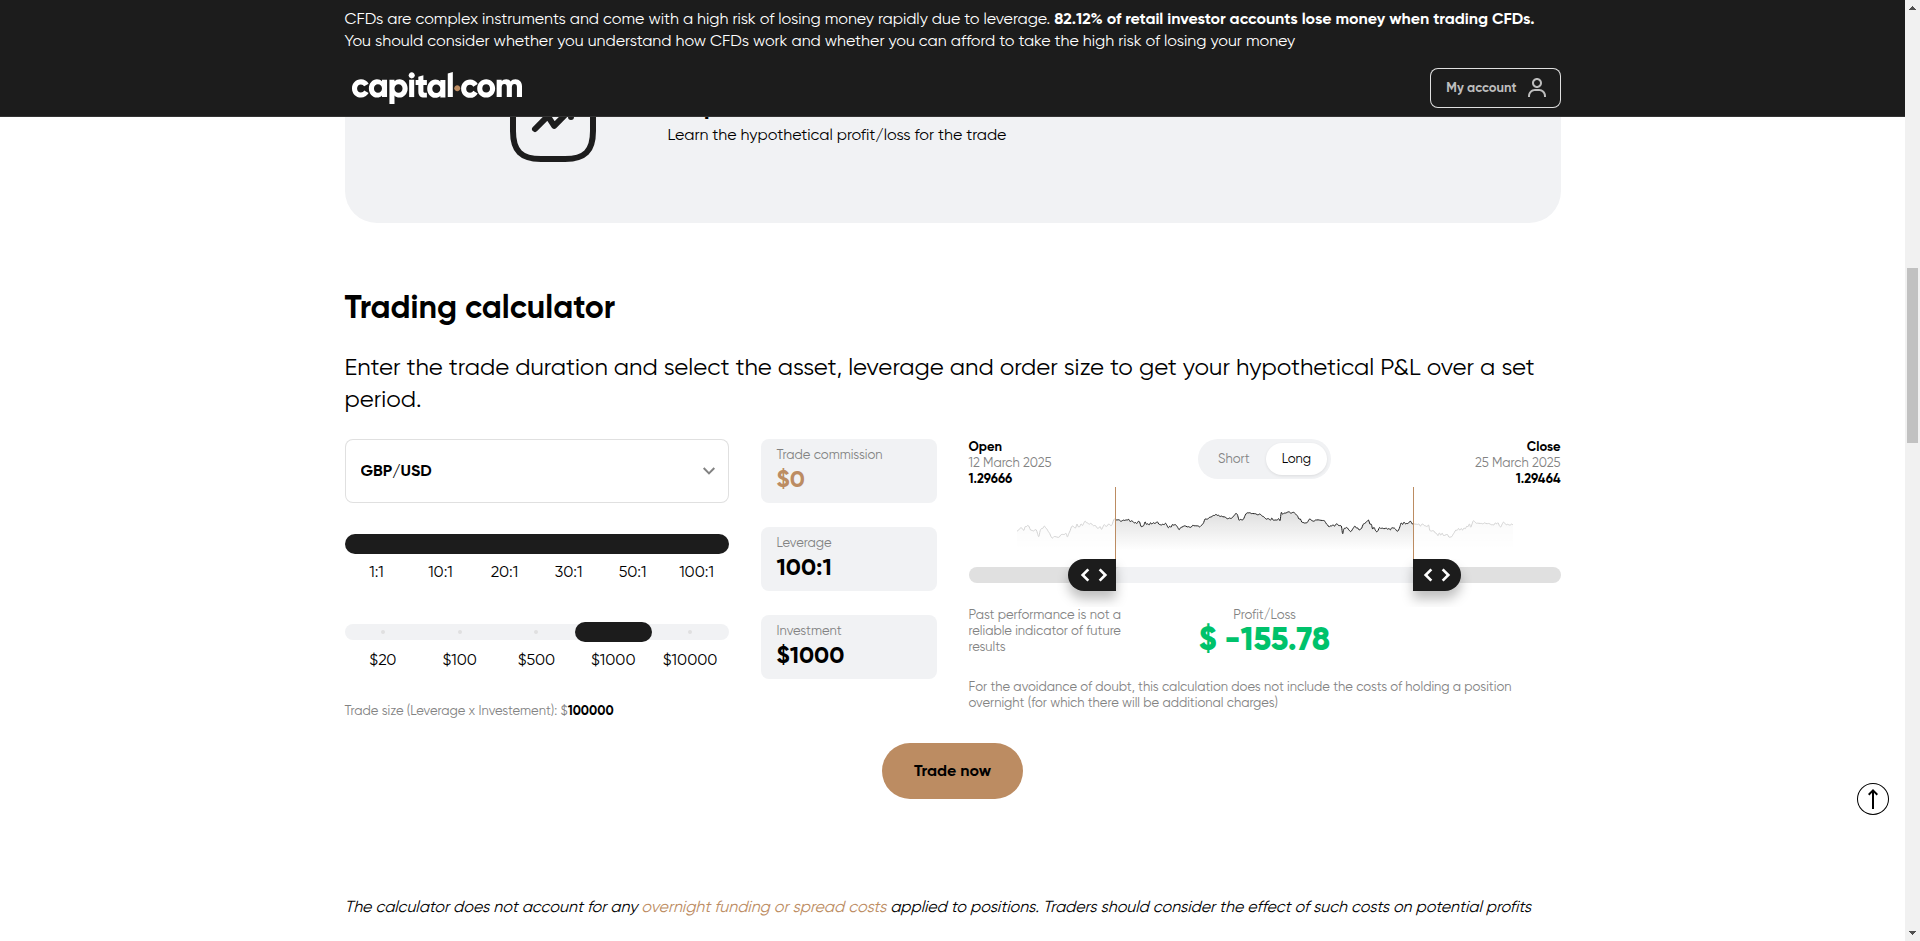 CFDs are complex instruments and come with a high risk of losing money rapidly due to leverage. 82.12% of retail investor accounts lose money when trading CFDs.
You should consider whether you understand how CFDs work and whether you can afford to take the high risk of losing your money
capital.com
My account
Learn the hypothetical profit/loss for the trade
Trading calculator
Enter the trade duration and select the asset, leverage and order size to get your hypothetical P&L over a set
period.
GBP/USD
1:1 10:1 20:1 30:1 50:1 100:1
$20 $100 $500 $1000 $10000
Trade size (Leverage x Investement): $100000
Trade commission
$0
Leverage
100:1
Investment
$1000
Open
12 March 2025
1.29666
Short Long
Close
25 March 2025
1.29464
Past performance is not a
reliable indicator of future
results
Profit/Loss
$ -155.78
For the avoidance of doubt, this calculation does not include the costs of holding a position
overnight (for which there will be additional charges)
Trade now
The calculator does not account for any overnight funding or spread costs applied to positions. Traders should consider the effect of such costs on potential profits